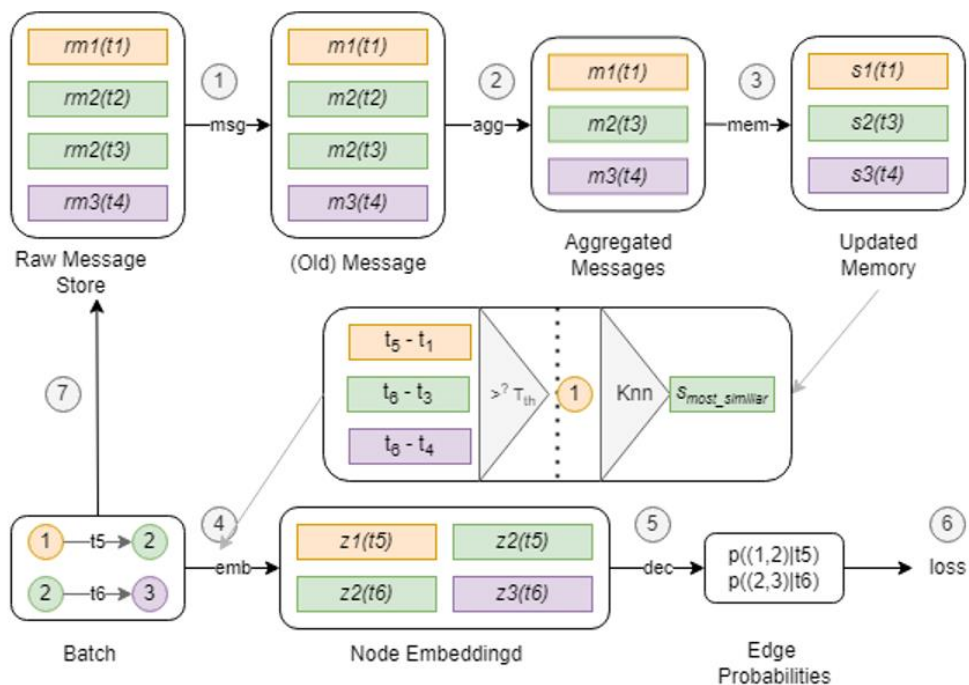 rm1(t1)
rm2(t2)
rm2(t3)
rm3(t4)
Raw Message
Store
1
msg
m1(t1)
m2(t2)
m2(t3)
m3(t4)
(Old) Message
2
agg
m1(t1)
m2(t3)
m3(t4)
Aggregated
Messages
3
mem
s1(t1)
s2(t3)
s3(t4)
Updated
Memory
t5 - t1
t6 - t3
t6 - t4
>? Tth
1
Knn
Smost_similar
7
1 t5 2
2 t6 3
Batch
4
emb
z1(t5)
z2(t5)
z2(t6)
z3(t6)
Node Embeddingd
5
dec
p((1,2)|t5)
p((2,3)|t6)
Edge
Probabilities
6
loss